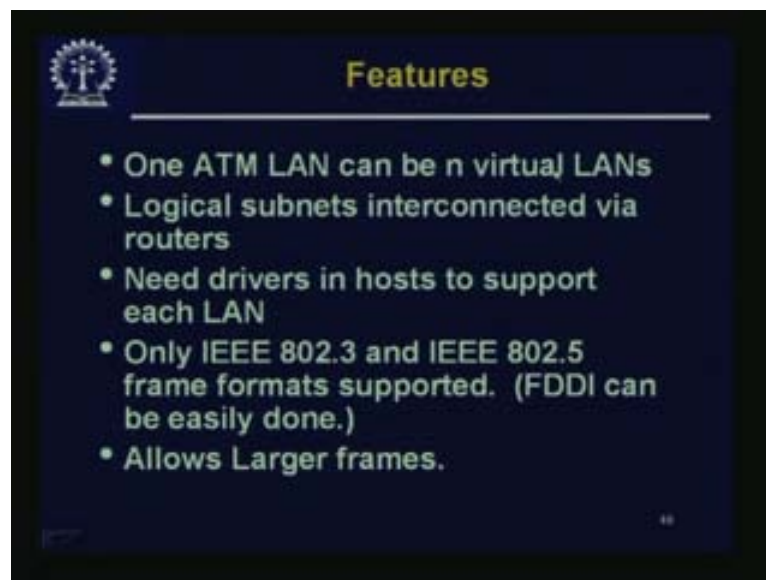 Features
• One ATM LAN can be n virtual LANs
• Logical subnets interconnected via
routers
• Need drivers in hosts to support
each LAN
• Only IEEE 802.3 and IEEE 802.5
frame formats supported. (FDDI can
be easily done.)
• Allows Larger frames.